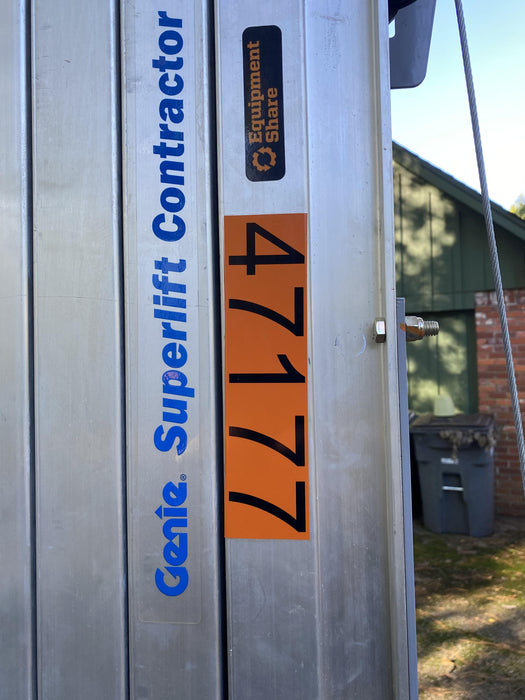 Genie® Superlift Contractor
Equipment
Share
47177